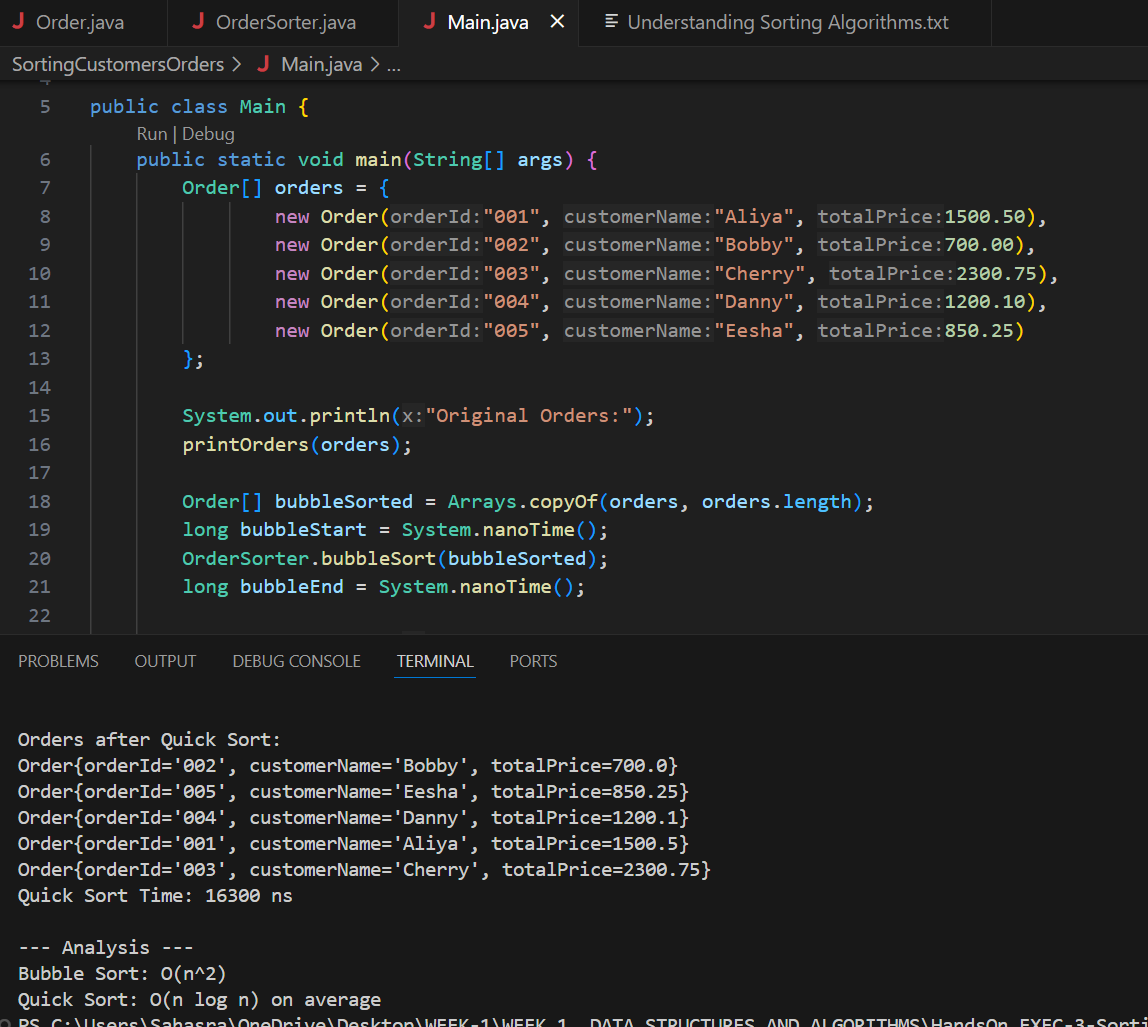 Order.java OrderSorter.java Main.java Understanding Sorting Algorithms.txt
SortingCustomersOrders > Main.java > ...
5 public class Main {
Run | Debug
6 public static void main(String[] args) {
7 Order[] orders = {
8 new Order(orderId:"001", customerName:"Aliya", totalPrice:1500.50),
9 new Order(orderId:"002", customerName:"Bobby", totalPrice:700.00),
10 new Order(orderId:"003", customerName:"Cherry", totalPrice:2300.75),
11 new Order(orderId:"004", customerName:"Danny", totalPrice:1200.10),
12 new Order(orderId:"005", customerName:"Eesha", totalPrice:850.25)
13 };
14
15 System.out.println(x:"Original Orders:");
16 printOrders(orders);
17
18 Order[] bubbleSorted = Arrays.copyOf(orders, orders.length);
19 long bubbleStart = System.nanoTime();
20 OrderSorter.bubbleSort(bubbleSorted);
21 long bubbleEnd = System.nanoTime();
22
PROBLEMS OUTPUT DEBUG CONSOLE TERMINAL PORTS
Orders after Quick Sort:
Order{orderId='002', customerName='Bobby', totalPrice=700.0}
Order{orderId='005', customerName='Eesha', totalPrice=850.25}
Order{orderId='004', customerName='Danny', totalPrice=1200.1}
Order{orderId='001', customerName='Aliya', totalPrice=1500.5}
Order{orderId='003', customerName='Cherry', totalPrice=2300.75}
Quick Sort Time: 16300 ns
--- Analysis ---
Bubble Sort: O(n^2)
Quick Sort: O(n log n) on average
PS C:\Users\Sahasra\OneDrive\Desktop\WEEK-1\WEEK 1  DATA STRUCTURES AND ALGORITHMS\HandsOn EXEC-3-Sort